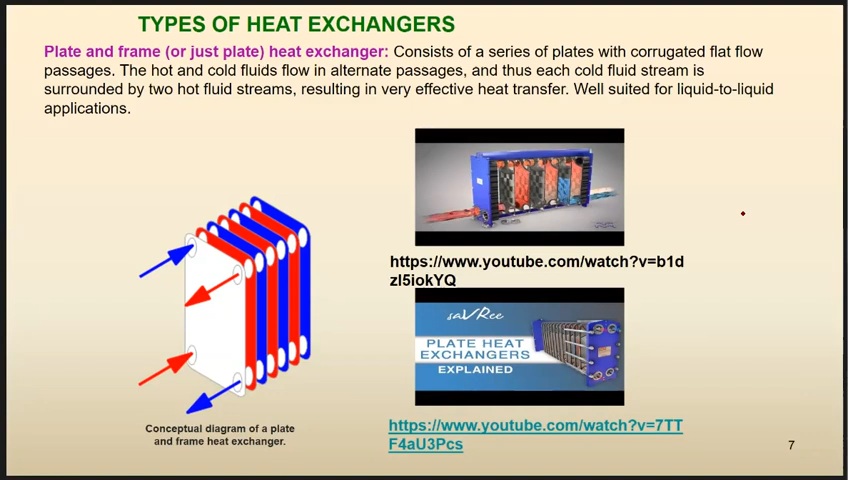 TYPES OF HEAT EXCHANGERS
Plate and frame (or just plate) heat exchanger: Consists of a series of plates with corrugated flat flow
passages. The hot and cold fluids flow in alternate passages, and thus each cold fluid stream is
surrounded by two hot fluid streams, resulting in very effective heat transfer. Well suited for liquid-to-liquid
applications.
https://www.youtube.com/watch?v=b1d
zl5iokYQ
saVRee
PLATE HEAT
EXCHANGERS
EXPLAINED
https://www.youtube.com/watch?v=7TT
F4aU3Pcs
Conceptual diagram of a plate
and frame heat exchanger.
7